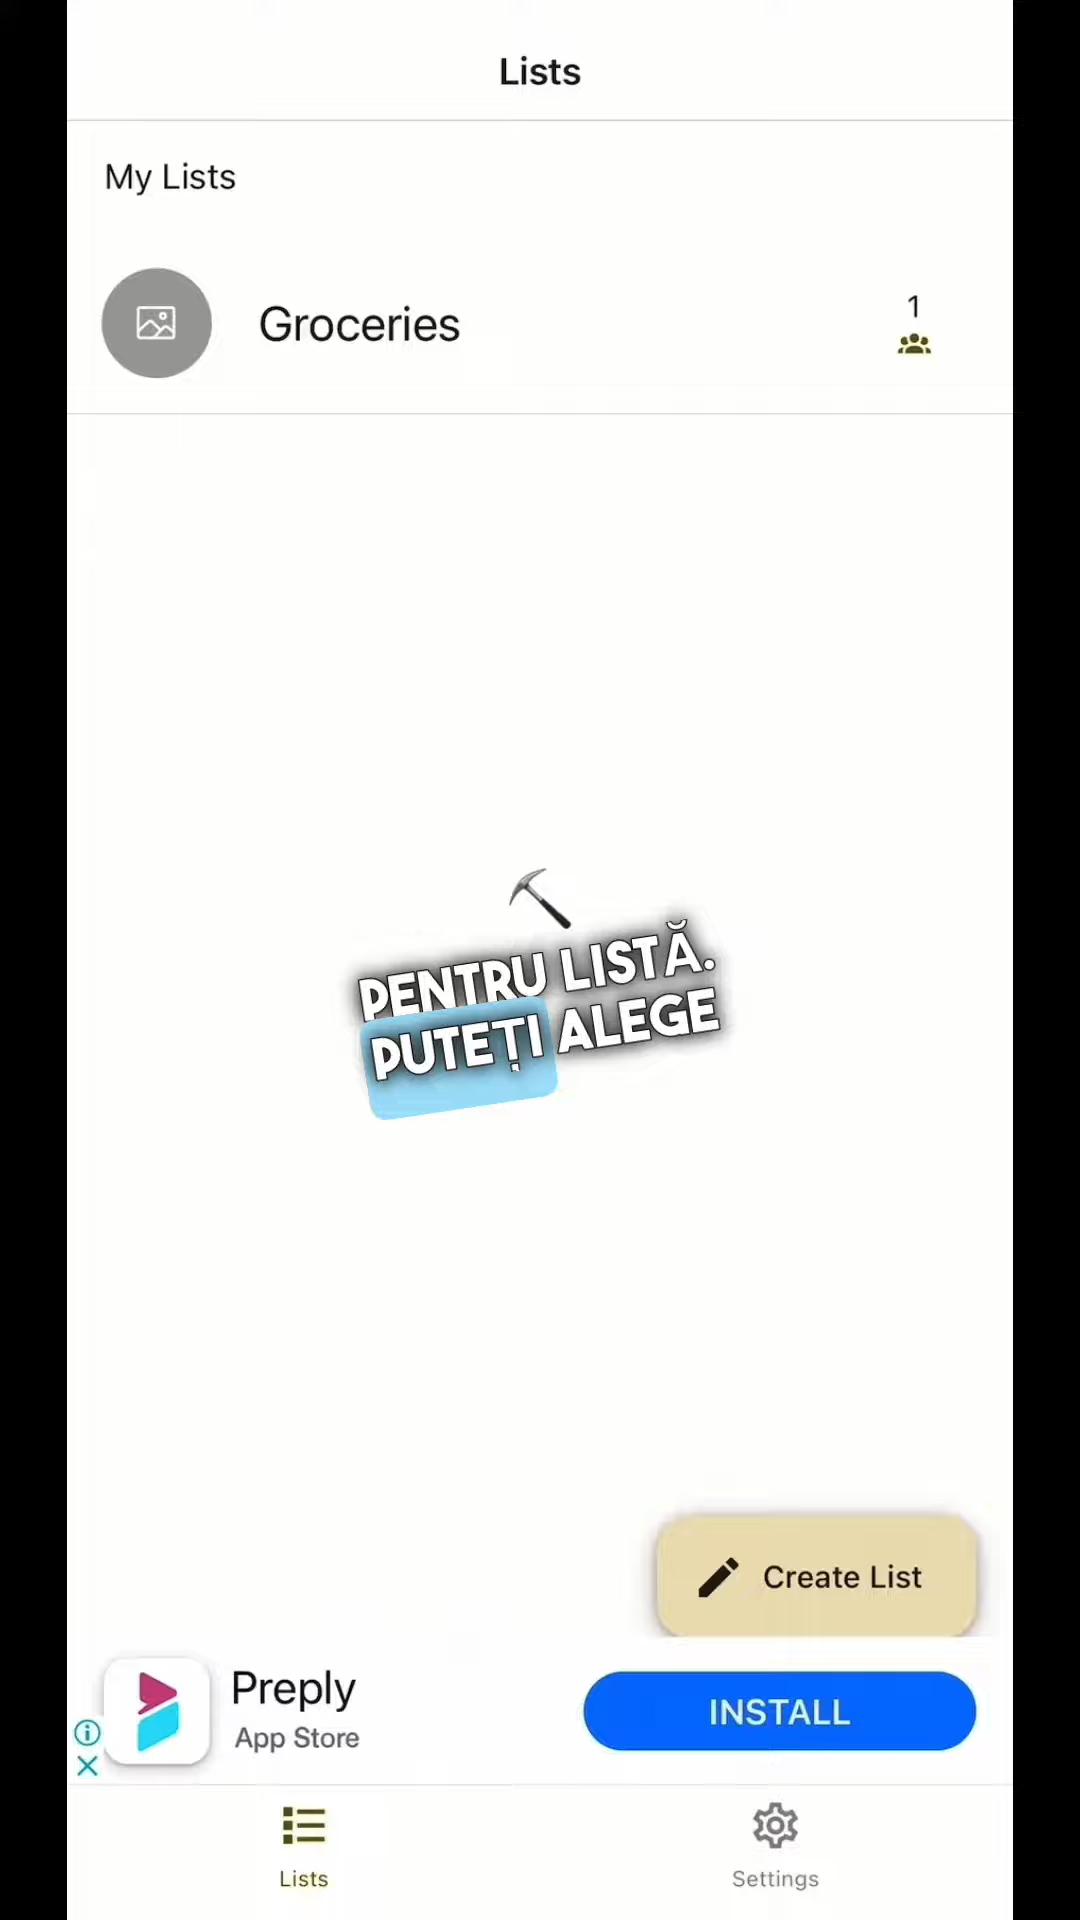 Lists
My Lists
Groceries
1
PENTRU LISTĂ.
PUTEȚI ALEGE
Create List
Preply
App Store
INSTALL
Lists
Settings